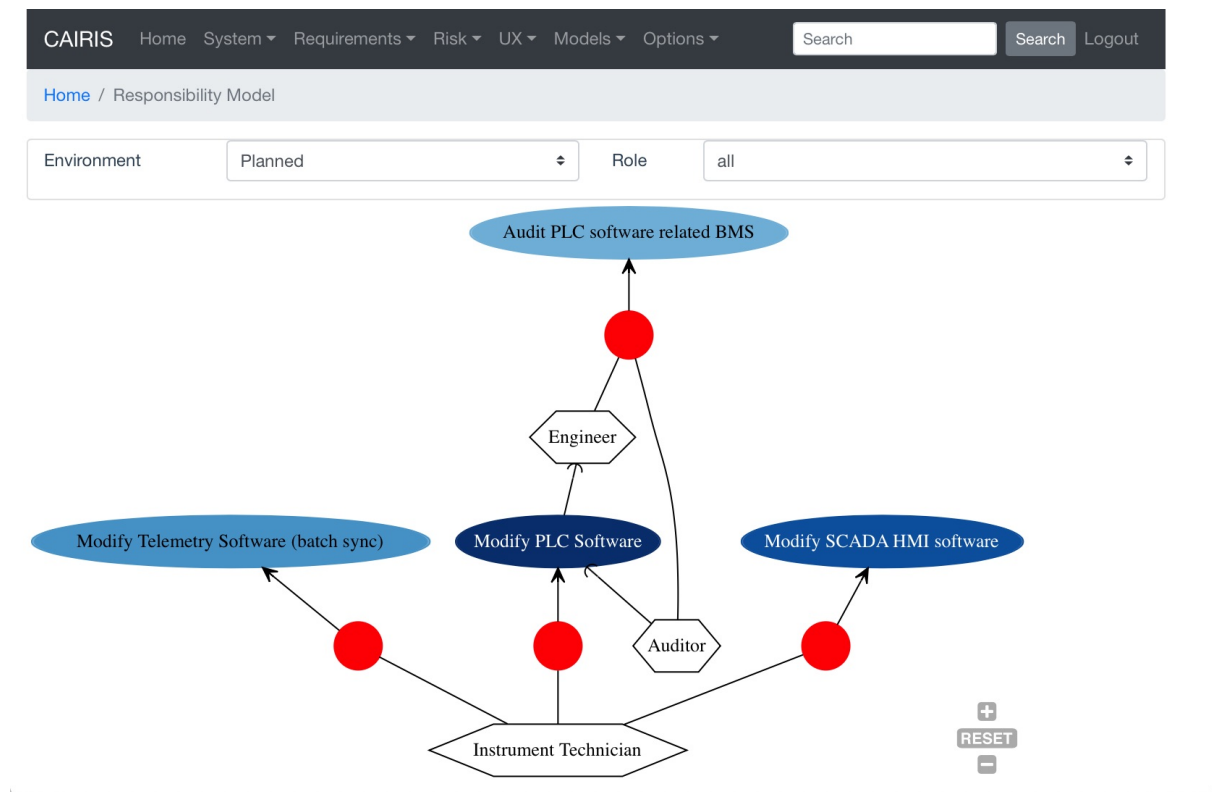 CAIRIS Home System Requirements Risk UX Models Options Search Search Logout
Home / Responsibility Model
Environment Planned Role all
Audit PLC software related BMS
Engineer
Modify Telemetry Software (batch sync) Modify PLC Software Modify SCADA HMI software
Auditor
Instrument Technician
+
RESET
−